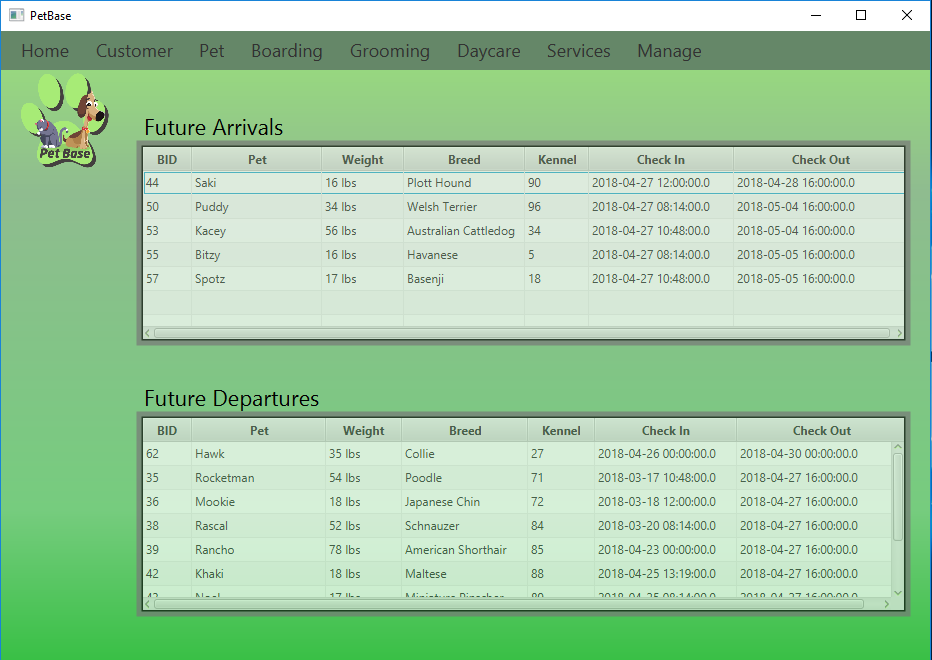 PetBase
Home Customer Pet Boarding Grooming Daycare Services Manage
Pet Base
Future Arrivals
BID Pet Weight Breed Kennel Check In Check Out
44 Saki 16 lbs Plott Hound 90 2018-04-27 12:00:00.0 2018-04-28 16:00:00.0
50 Puddy 34 lbs Welsh Terrier 96 2018-04-27 08:14:00.0 2018-05-04 16:00:00.0
53 Kacey 56 lbs Australian Cattledog 34 2018-04-27 10:48:00.0 2018-05-04 16:00:00.0
55 Bitzy 16 lbs Havanese 5 2018-04-27 08:14:00.0 2018-05-05 16:00:00.0
57 Spotz 17 lbs Basenji 18 2018-04-27 10:48:00.0 2018-05-05 16:00:00.0
Future Departures
BID Pet Weight Breed Kennel Check In Check Out
62 Hawk 35 lbs Collie 27 2018-04-26 00:00:00.0 2018-04-30 00:00:00.0
35 Rocketman 54 lbs Poodle 71 2018-03-17 10:48:00.0 2018-04-27 16:00:00.0
36 Mookie 18 lbs Japanese Chin 72 2018-03-18 12:00:00.0 2018-04-27 16:00:00.0
38 Rascal 52 lbs Schnauzer 84 2018-03-20 08:14:00.0 2018-04-27 16:00:00.0
39 Rancho 78 lbs American Shorthair 85 2018-04-23 00:00:00.0 2018-04-27 16:00:00.0
42 Khaki 18 lbs Maltese 88 2018-04-25 13:19:00.0 2018-04-27 16:00:00.0